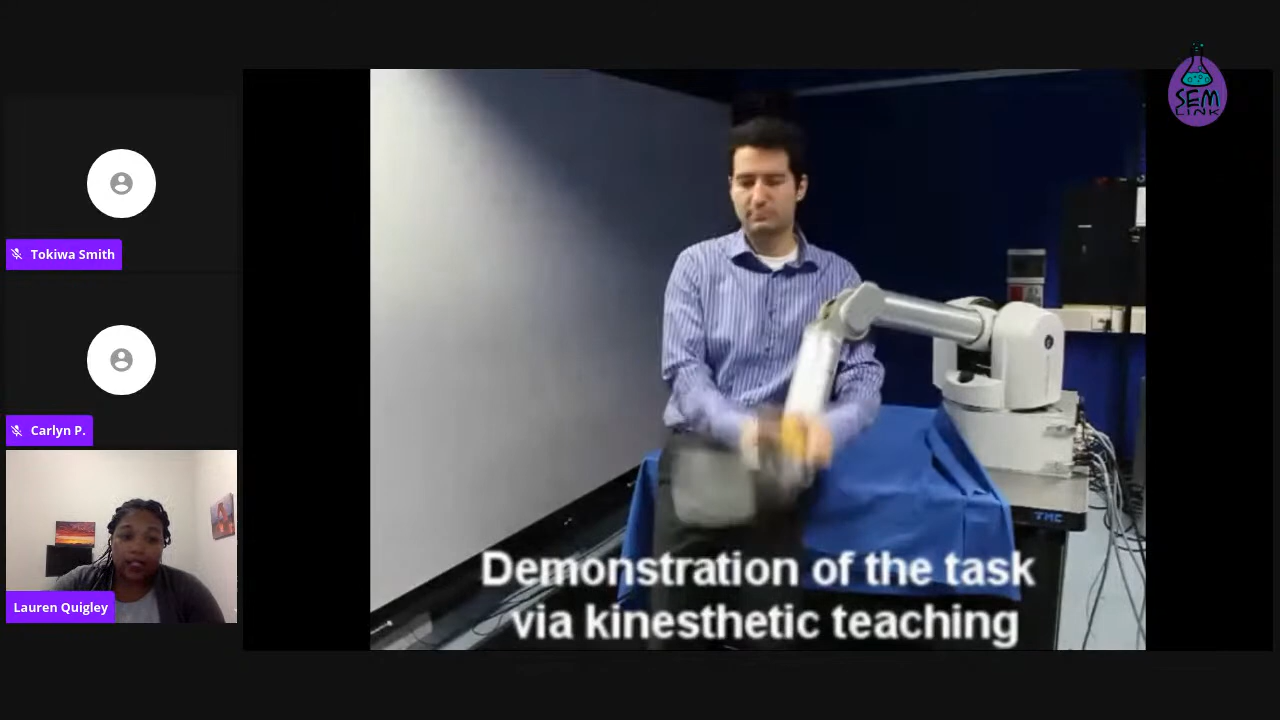 SEM
LINK
Tokiwa Smith
Carlyn P.
Lauren Quigley
TMC
Demonstration of the task
via kinesthetic teaching